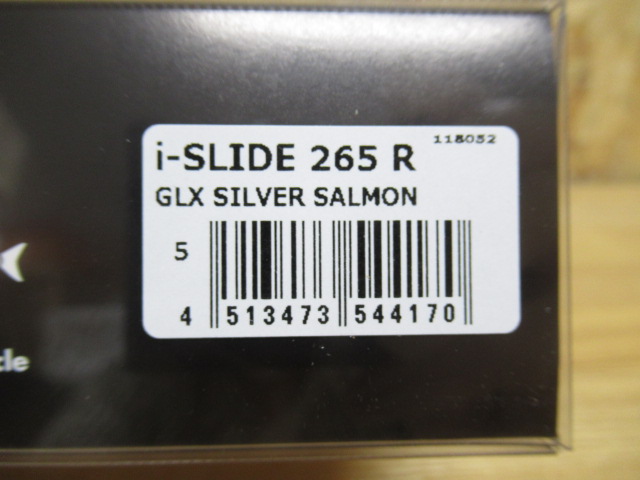 118052
i-SLIDE 265 R
GLX SILVER SALMON
5
4 513473 544170